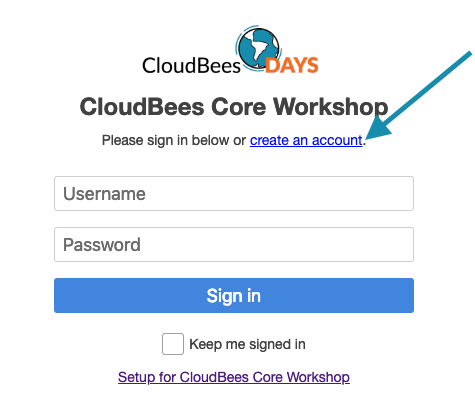 CloudBees DAYS
CloudBees Core Workshop
Please sign in below or create an account.
Username
Password
Sign in
Keep me signed in
Setup for CloudBees Core Workshop